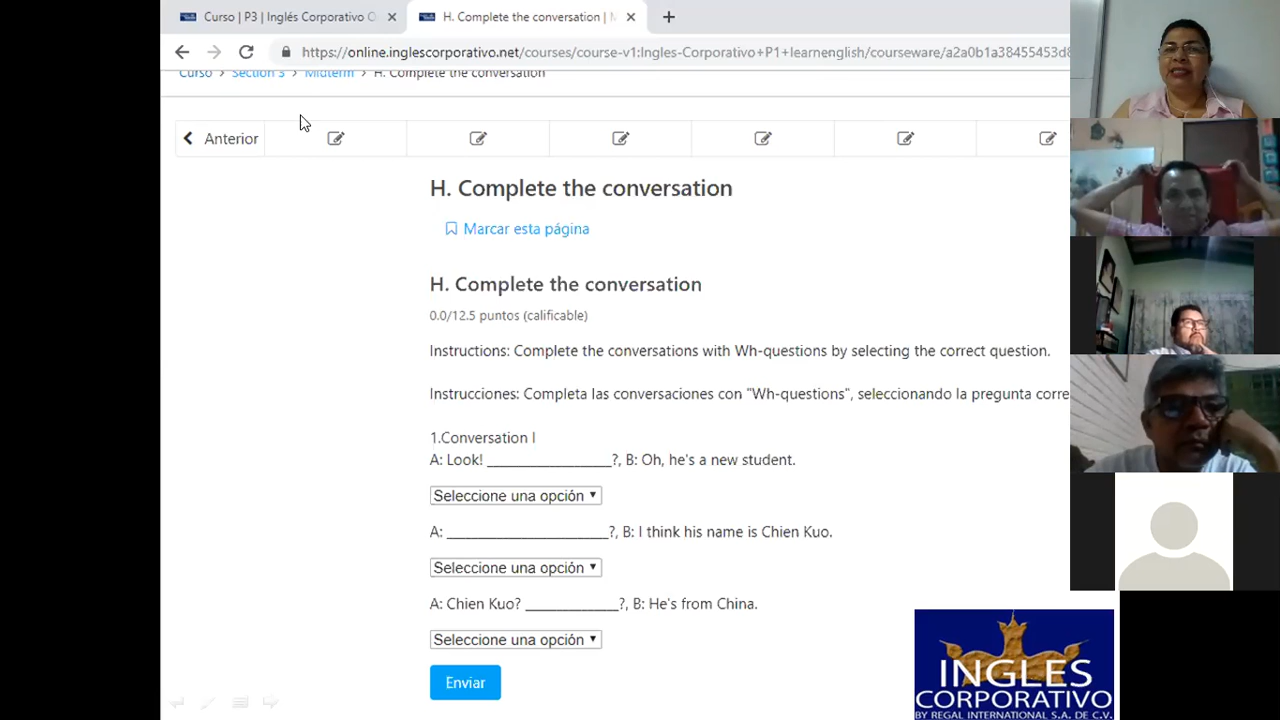 Curso | P3 | Inglés Corporativo O
H. Complete the conversation | M
https://online.inglescorporativo.net/courses/course-v1:Ingles-Corporativo+P1+learnenglish/courseware/a2a0b1a38455453d8
Curso > Section 3 > Midterm > H. Complete the conversation
Anterior
H. Complete the conversation
Marcar esta página
H. Complete the conversation
0.0/12.5 puntos (calificable)
Instructions: Complete the conversations with Wh-questions by selecting the correct question.
Instrucciones: Completa las conversaciones con "Wh-questions", seleccionando la pregunta corre
1.Conversation I
A: Look! _________________?, B: Oh, he's a new student.
Seleccione una opción
A: ______________________?, B: I think his name is Chien Kuo.
Seleccione una opción
A: Chien Kuo? _____________?, B: He's from China.
Seleccione una opción
Enviar
INGLES
CORPORATIVO
BY REGAL INTERNATIONAL S.A. DE C.V.